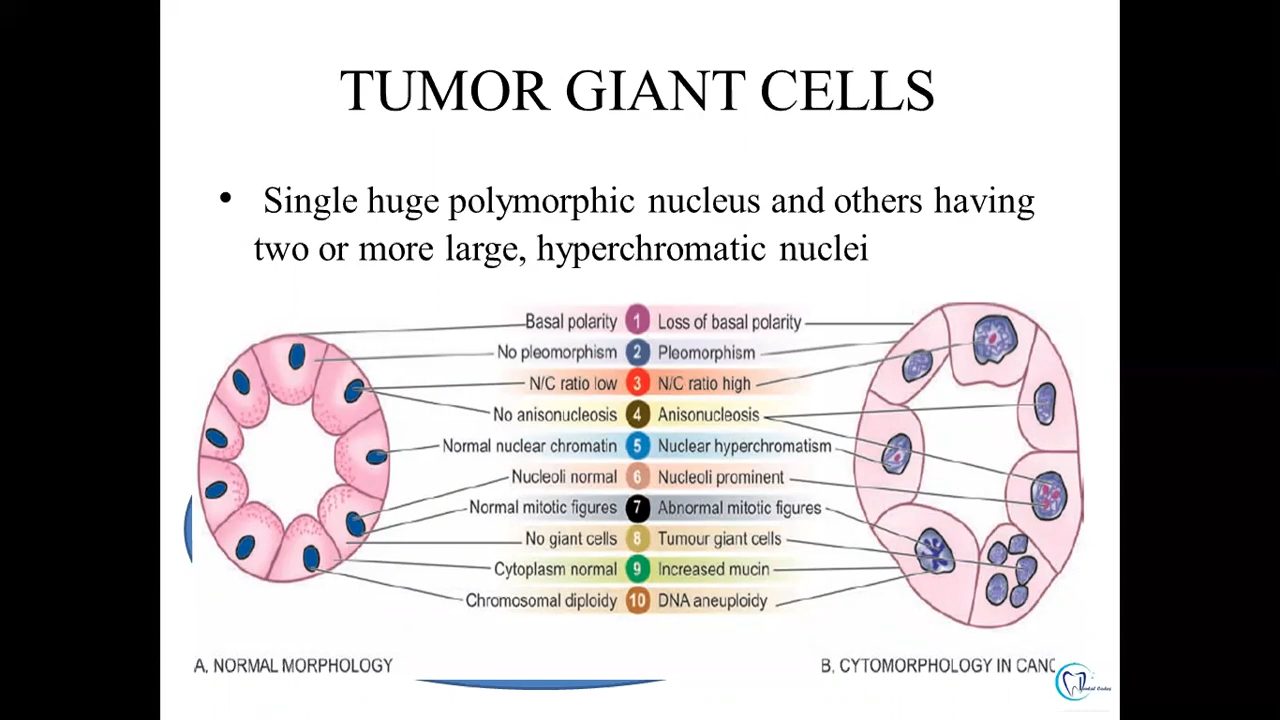 TUMOR GIANT CELLS
• Single huge polymorphic nucleus and others having
two or more large, hyperchromatic nuclei
Basal polarity 1 Loss of basal polarity
No pleomorphism 2 Pleomorphism
N/C ratio low 3 N/C ratio high
No anisonucleosis 4 Anisonucleosis
Normal nuclear chromatin 5 Nuclear hyperchromatism
Nucleoli normal 6 Nucleoli prominent
Normal mitotic figures 7 Abnormal mitotic figures
No giant cells 8 Tumour giant cells
Cytoplasm normal 9 Increased mucin
Chromosomal diploidy 10 DNA aneuploidy
A, NORMAL MORPHOLOGY
B, CYTOMORPHOLOGY IN CANC